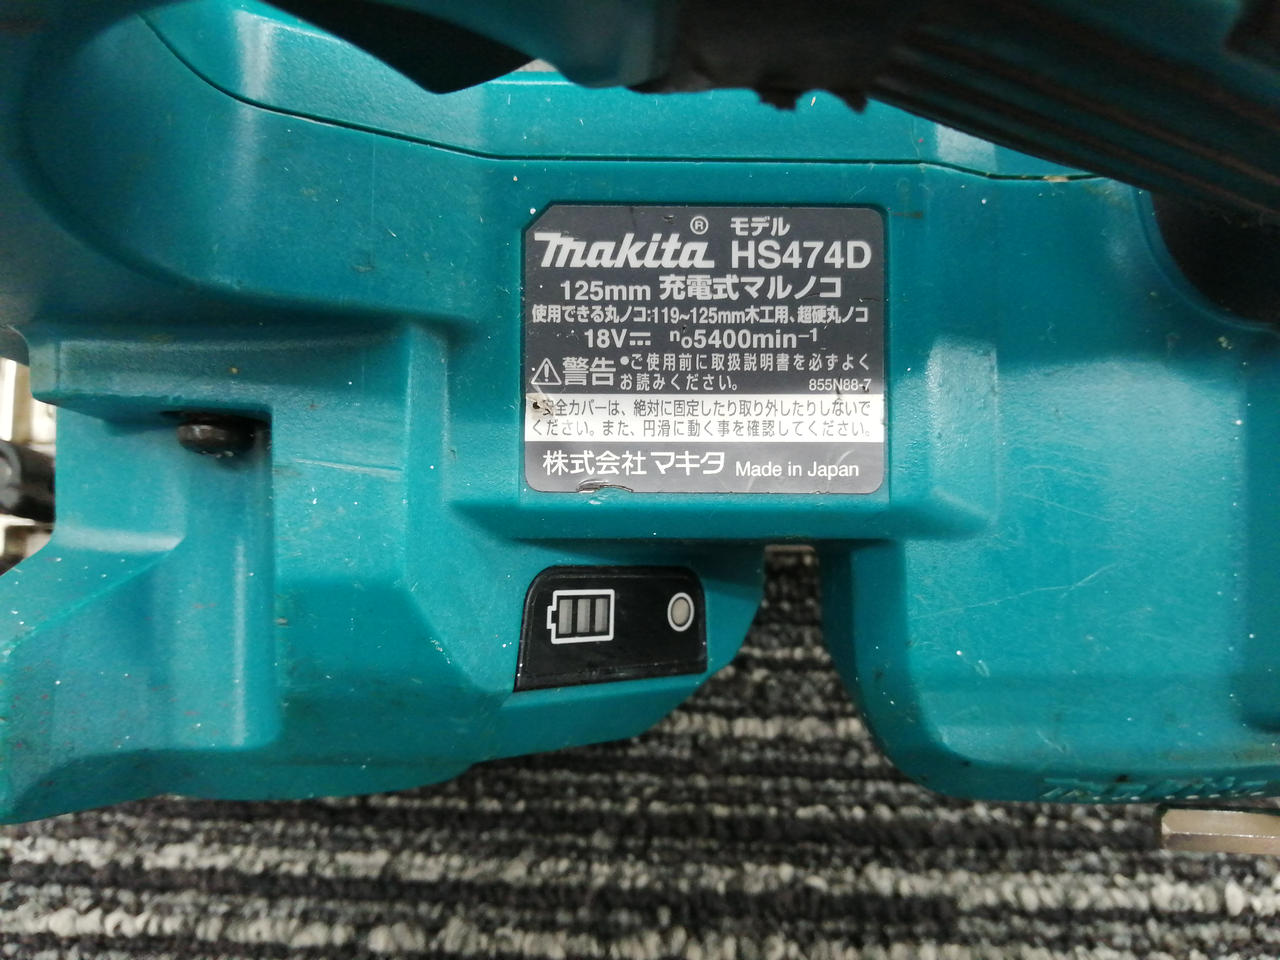 makita® モデル
HS474D
125mm 充電式マルノコ
使用できる丸ノコ:119~125mm木工用、超硬丸ノコ
18V⎓ n₀5400min⁻¹
⚠警告 •ご使用前に取扱説明書を必ずよく
お読みください。 855N88-7
•安全カバーは、絶対に固定したり取り外したりしないで
ください。また、円滑に動く事を確認してください。
株式会社マキタ Made in Japan